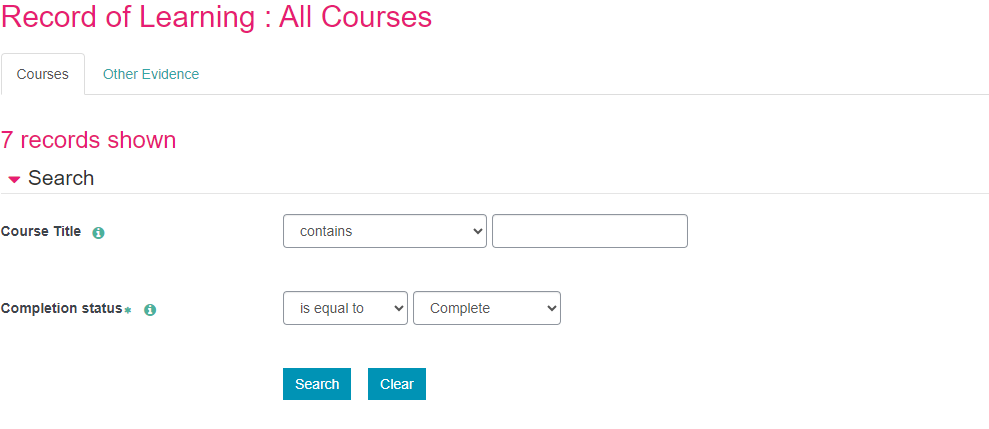 Record of Learning : All Courses
Courses Other Evidence
7 records shown
Search
Course Title contains
Completion status* is equal to Complete
Search Clear